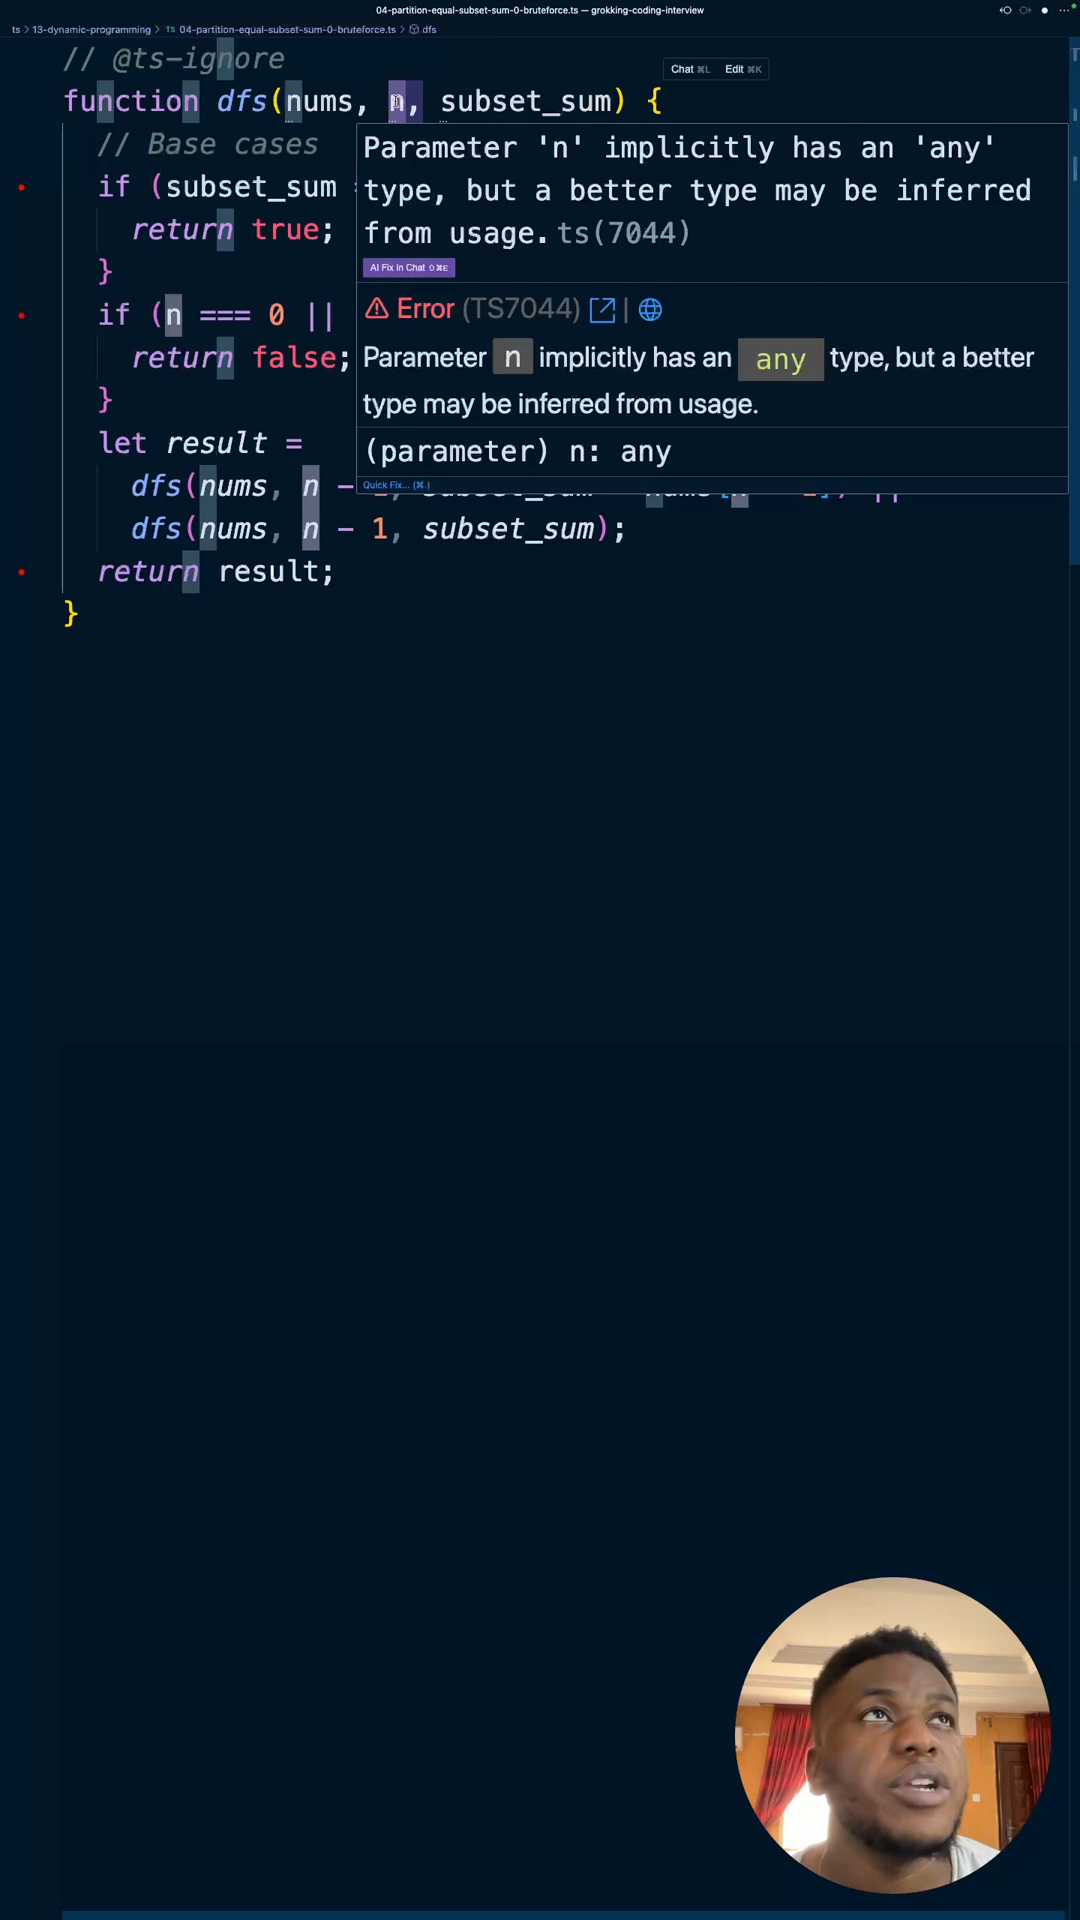 04-partition-equal-subset-sum-0-bruteforce.ts — grokking-coding-interview
ts > 13-dynamic-programming > TS 04-partition-equal-subset-sum-0-bruteforce.ts > dfs
// @ts-ignore
Chat ⌘L Edit ⌘K
function dfs(nums, n, subset_sum) {
// Base cases
if (subset_sum
return true;
}
if (n === 0 ||
return false;
}
let result =
dfs(nums, n -
dfs(nums, n - 1, subset_sum);
return result;
}
Parameter 'n' implicitly has an 'any'
type, but a better type may be inferred
from usage. ts(7044)
AI Fix In Chat ⇧⌘E
Error (TS7044) |
Parameter n implicitly has an any type, but a better
type may be inferred from usage.
(parameter) n: any
Quick Fix... (⌘.)